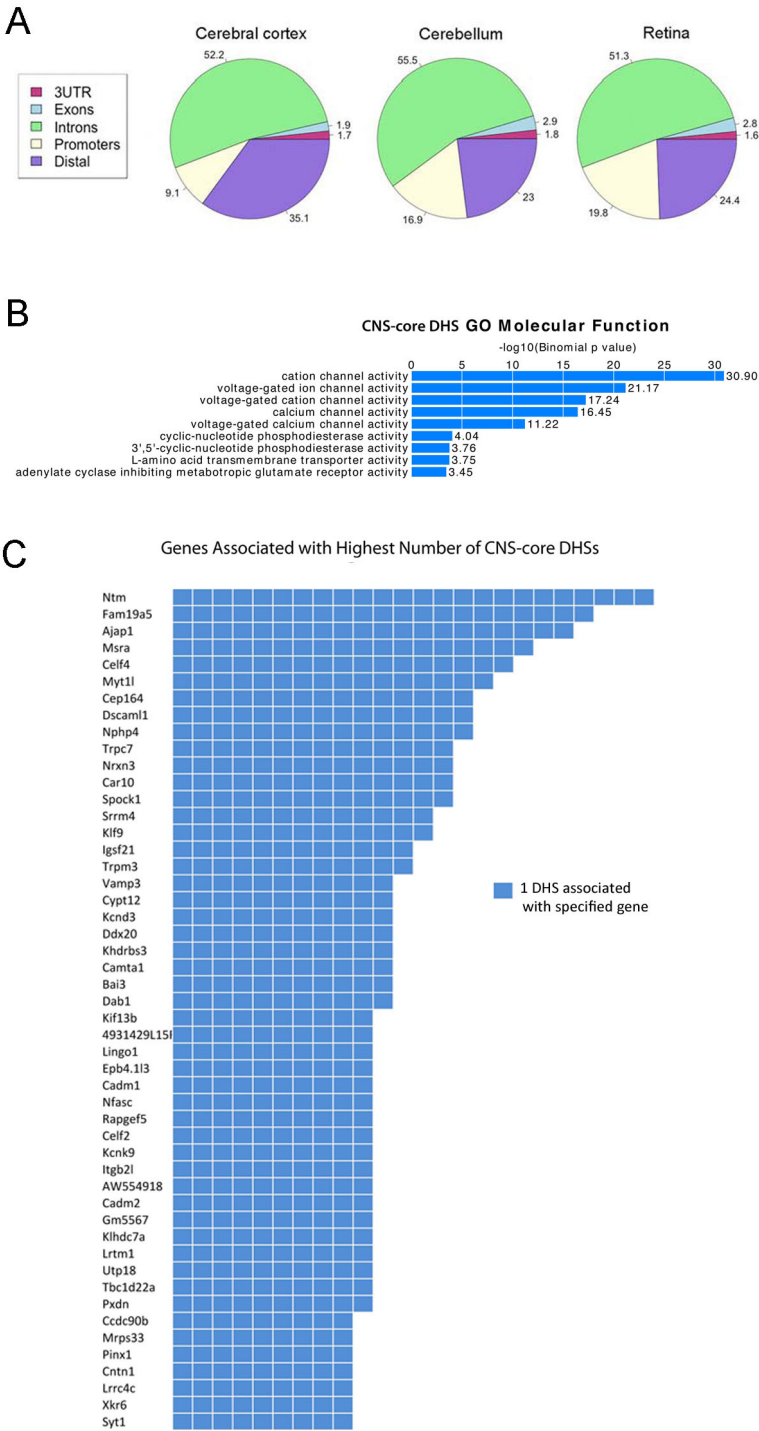 A
Cerebral cortex
Cerebellum
Retina
3UTR
Exons
Introns
Promoters
Distal
52.2
1.9
1.7
9.1
35.1
55.5
2.9
1.8
16.9
23
51.3
2.8
1.6
19.8
24.4
B
CNS-core DHS GO Molecular Function
-log10(Binomial p value)
0 5 10 15 20 25 30
cation channel activity 30.90
voltage-gated ion channel activity 21.17
voltage-gated cation channel activity 17.24
calcium channel activity 16.45
voltage-gated calcium channel activity 11.22
cyclic-nucleotide phosphodiesterase activity 4.04
3',5'-cyclic-nucleotide phosphodiesterase activity 3.76
L-amino acid transmembrane transporter activity 3.75
adenylate cyclase inhibiting metabotropic glutamate receptor activity 3.45
C
Genes Associated with Highest Number of CNS-core DHSs
Ntm
Fam19a5
Ajap1
Msra
Celf4
Myt1l
Cep164
Dscaml1
Nphp4
Trpc7
Nrxn3
Car10
Spock1
Srrm4
Klf9
Igsf21
Trpm3
Vamp3
Cypt12
Kcnd3
Ddx20
Khdrbs3
Camta1
Bai3
Dab1
Kif13b
4931429L15
Lingo1
Epb4.1l3
Cadm1
Nfasc
Rapgef5
Celf2
Kcnk9
Itgb2l
AW554918
Cadm2
Gm5567
Klhdc7a
Lrtm1
Utp18
Tbc1d22a
Pxdn
Ccdc90b
Mrps33
Pinx1
Cntn1
Lrrc4c
Xkr6
Syt1
1 DHS associated
with specified gene